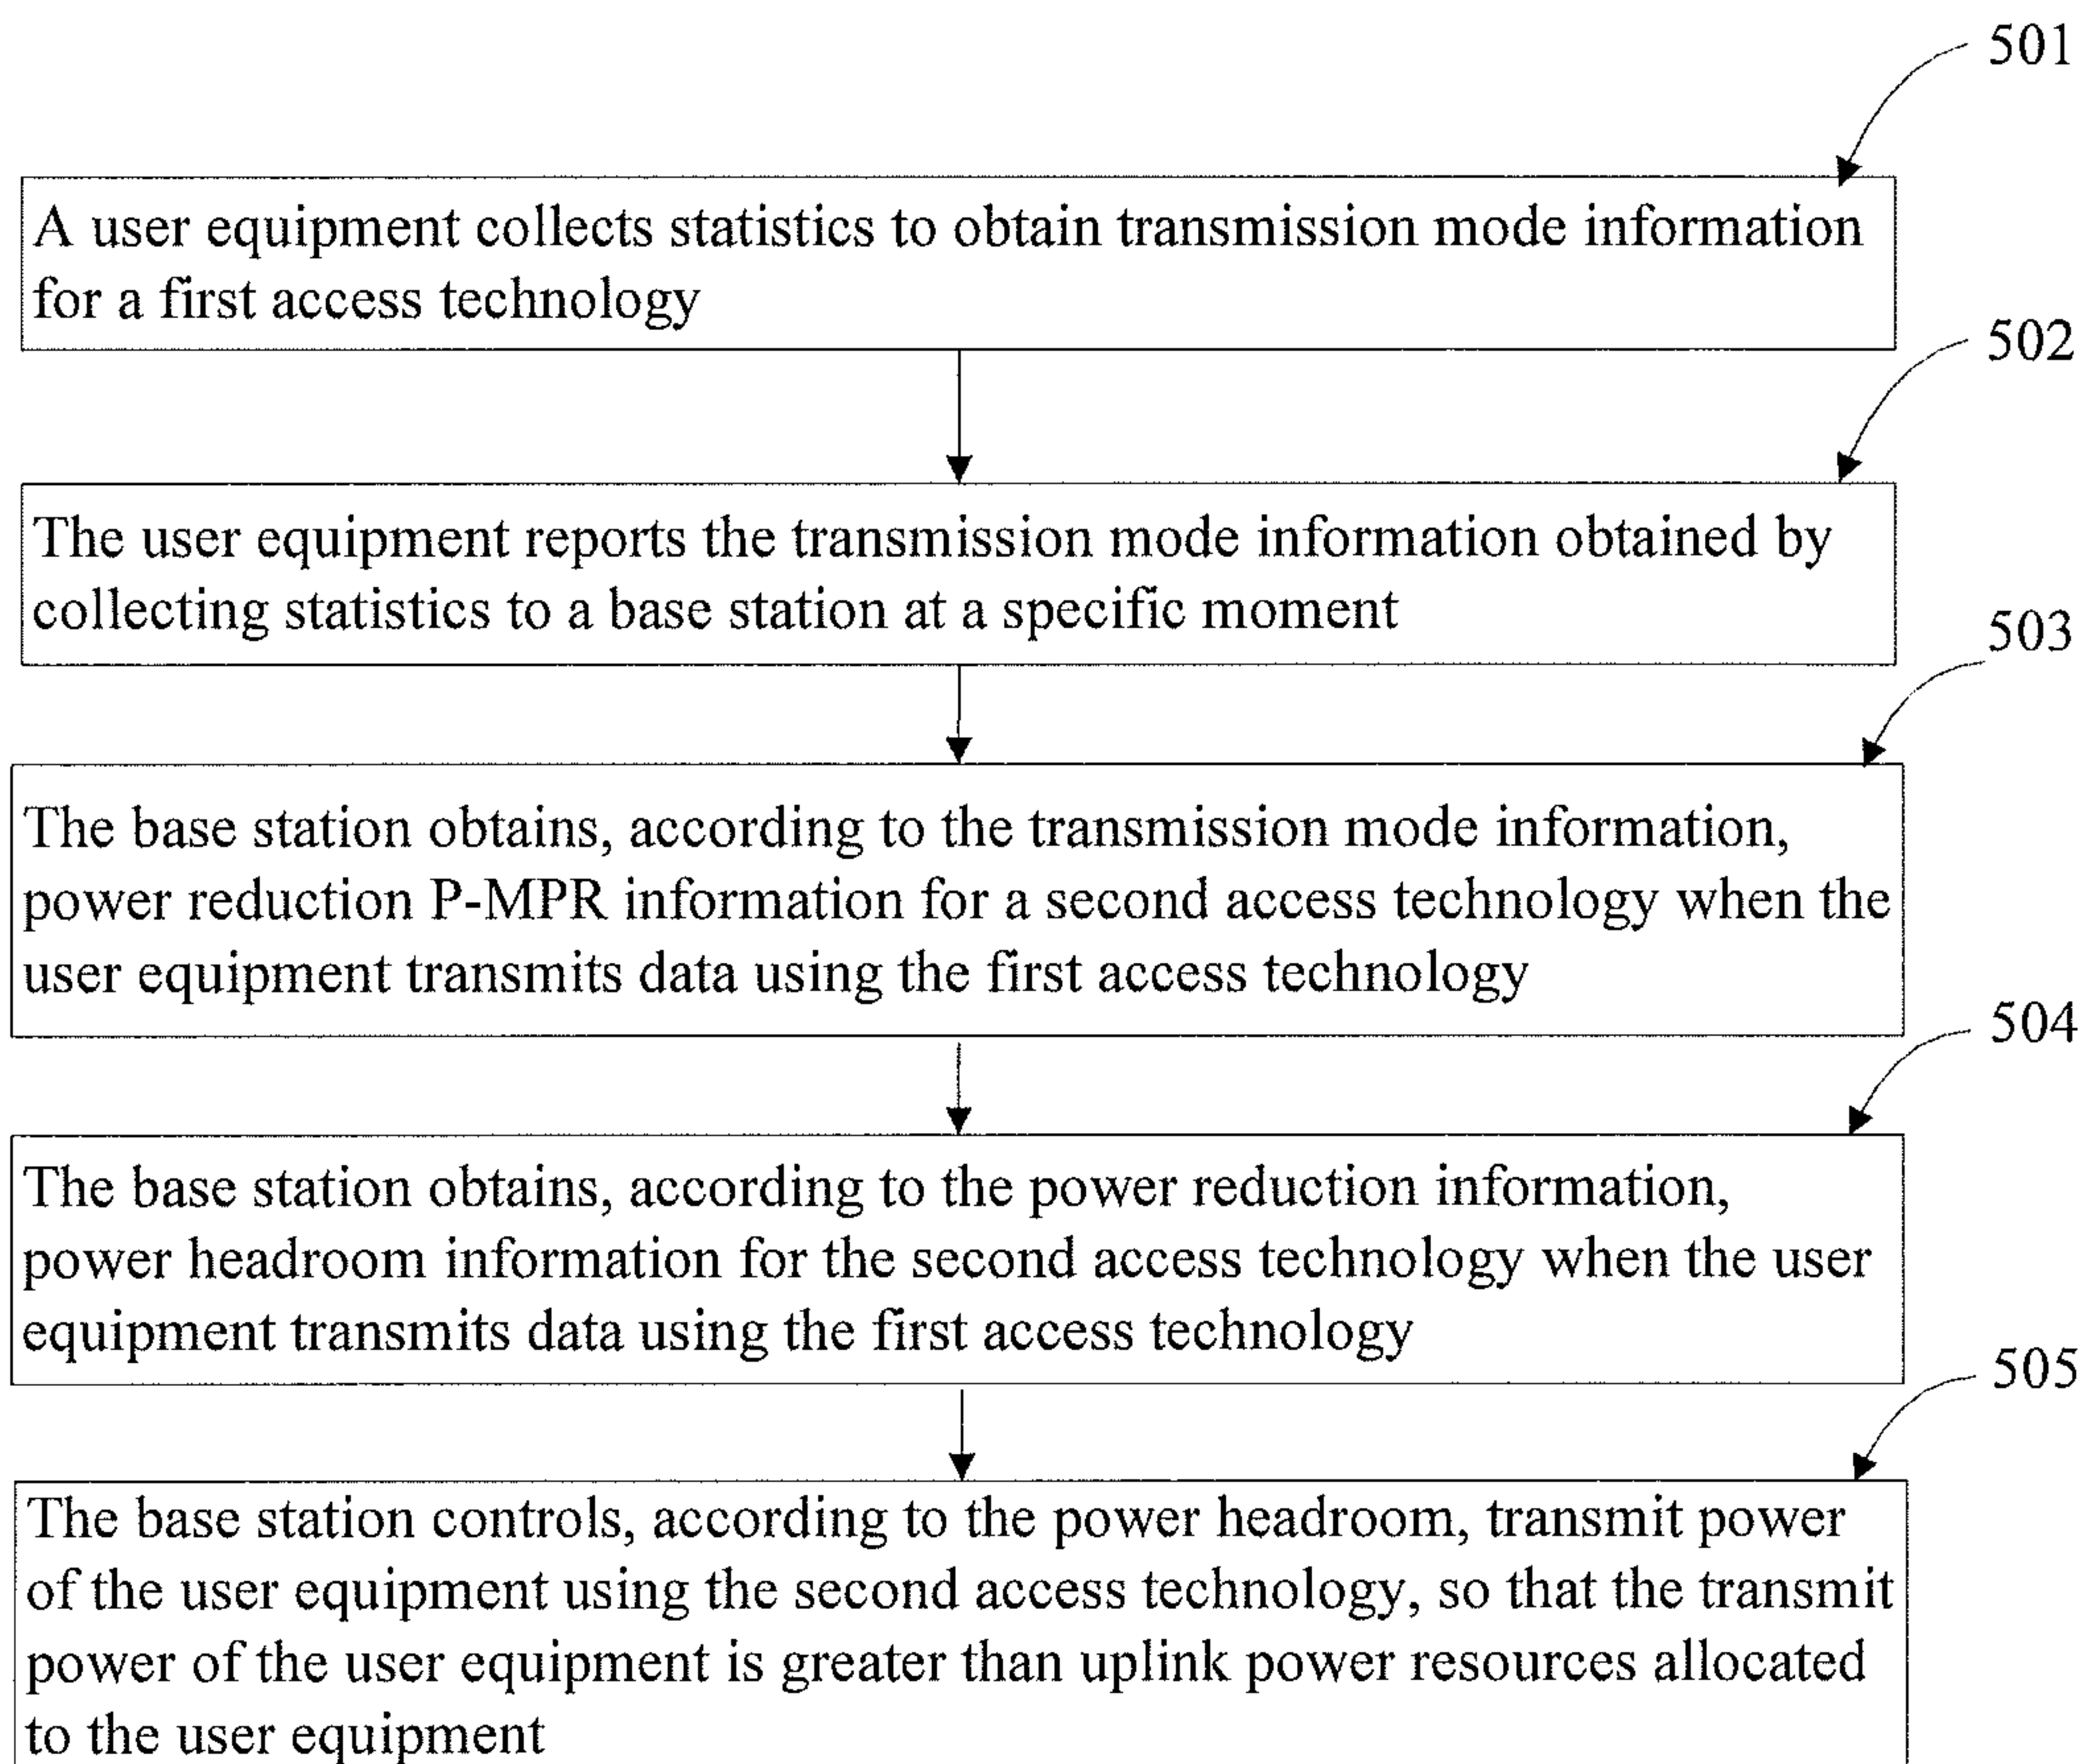 501
A user equipment collects statistics to obtain transmission mode information
for a first access technology
502
The user equipment reports the transmission mode information obtained by
collecting statistics to a base station at a specific moment
503
The base station obtains, according to the transmission mode information,
power reduction P-MPR information for a second access technology when the
user equipment transmits data using the first access technology
504
The base station obtains, according to the power reduction information,
power headroom information for the second access technology when the user
equipment transmits data using the first access technology
505
The base station controls, according to the power headroom, transmit power
of the user equipment using the second access technology, so that the transmit
power of the user equipment is greater than uplink power resources allocated
to the user equipment